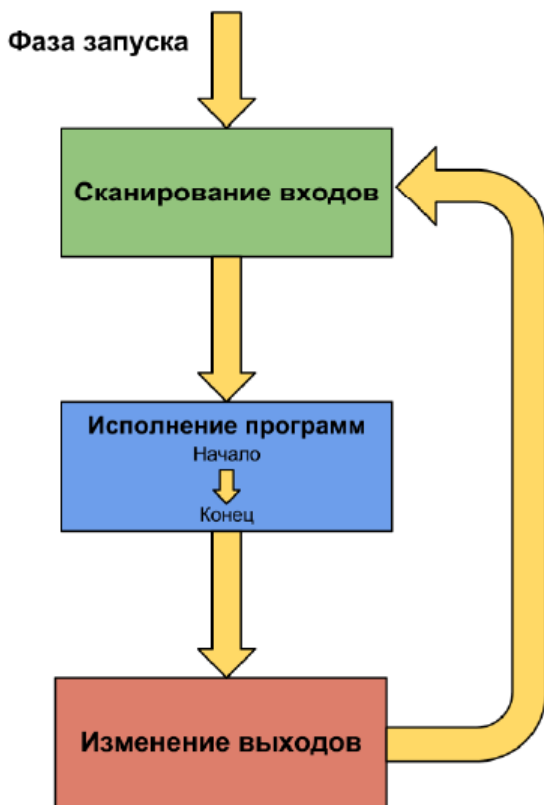 Фаза запуска
Сканирование входов
Исполнение программ
Начало
Конец
Изменение выходов